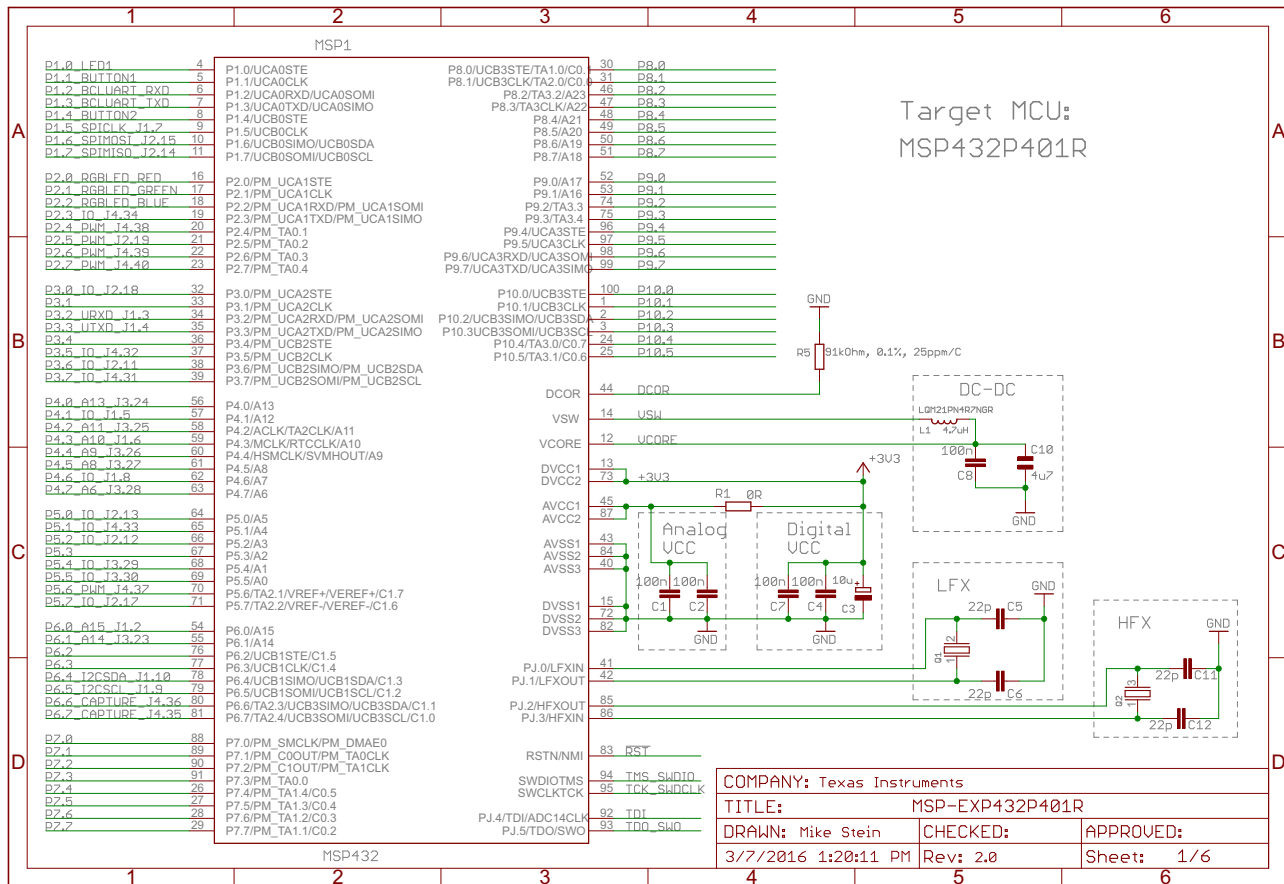 1 2 3 4 5 6
A A
B B
C C
D D
MSP1
P1.0_LED1 4 P1.0/UCA0STE
P1.1_BUTTON1 5 P1.1/UCA0CLK
P1.2_BCLUART_RXD 6 P1.2/UCA0RXD/UCA0SOMI
P1.3_BCLUART_TXD 7 P1.3/UCA0TXD/UCA0SIMO
P1.4_BUTTON2 8 P1.4/UCB0STE
P1.5_SPICLK_J1.7 9 P1.5/UCB0CLK
P1.6_SPIMOSI_J2.15 10 P1.6/UCB0SIMO/UCB0SDA
P1.7_SPIMISO_J2.14 11 P1.7/UCB0SOMI/UCB0SCL
P2.0_RGBLED_RED 16 P2.0/PM_UCA1STE
P2.1_RGBLED_GREEN 17 P2.1/PM_UCA1CLK
P2.2_RGBLED_BLUE 18 P2.2/PM_UCA1RXD/PM_UCA1SOMI
P2.3_IO_J4.34 19 P2.3/PM_UCA1TXD/PM_UCA1SIMO
P2.4_PWM_J4.38 20 P2.4/PM_TA0.1
P2.5_PWM_J2.19 21 P2.5/PM_TA0.2
P2.6_PWM_J4.39 22 P2.6/PM_TA0.3
P2.7_PWM_J4.40 23 P2.7/PM_TA0.4
P3.0_IO_J2.18 32 P3.0/PM_UCA2STE
P3.1 33 P3.1/PM_UCA2CLK
P3.2_URXD_J1.3 34 P3.2/PM_UCA2RXD/PM_UCA2SOMI
P3.3_UTXD_J1.4 35 P3.3/PM_UCA2TXD/PM_UCA2SIMO
P3.4 36 P3.4/PM_UCB2STE
P3.5_IO_J4.32 37 P3.5/PM_UCB2CLK
P3.6_IO_J2.11 38 P3.6/PM_UCB2SIMO/PM_UCB2SDA
P3.7_IO_J4.31 39 P3.7/PM_UCB2SOMI/PM_UCB2SCL
P4.0_A13_J3.24 56 P4.0/A13
P4.1_IO_J1.5 57 P4.1/A12
P4.2_A11_J3.25 58 P4.2/ACLK/TA2CLK/A11
P4.3_A10_J1.6 59 P4.3/MCLK/RTCCLK/A10
P4.4_A9_J3.26 60 P4.4/HSMCLK/SVMHOUT/A9
P4.5_A8_J3.27 61 P4.5/A8
P4.6_IO_J1.8 62 P4.6/A7
P4.7_A6_J3.28 63 P4.7/A6
P5.0_IO_J2.13 64 P5.0/A5
P5.1_IO_J4.33 65 P5.1/A4
P5.2_IO_J2.12 66 P5.2/A3
P5.3 67 P5.3/A2
P5.4_IO_J3.29 68 P5.4/A1
P5.5_IO_J3.30 69 P5.5/A0
P5.6_PWM_J4.37 70 P5.6/TA2.1/VREF+/VEREF+/C1.7
P5.7_IO_J2.17 71 P5.7/TA2.2/VREF-/VEREF-/C1.6
P6.0_A15_J1.2 54 P6.0/A15
P6.1_A14_J3.23 55 P6.1/A14
P6.2 76 P6.2/UCB1STE/C1.5
P6.3 77 P6.3/UCB1CLK/C1.4
P6.4_I2CSDA_J1.10 78 P6.4/UCB1SIMO/UCB1SDA/C1.3
P6.5_I2CSCL_J1.9 79 P6.5/UCB1SOMI/UCB1SCL/C1.2
P6.6_CAPTURE_J4.36 80 P6.6/TA2.3/UCB3SIMO/UCB3SDA/C1.1
P6.7_CAPTURE_J4.35 81 P6.7/TA2.4/UCB3SOMI/UCB3SCL/C1.0
P7.0 88 P7.0/PM_SMCLK/PM_DMAE0
P7.1 89 P7.1/PM_C0OUT/PM_TA0CLK
P7.2 90 P7.2/PM_C1OUT/PM_TA1CLK
P7.3 91 P7.3/PM_TA0.0
P7.4 26 P7.4/PM_TA1.4/C0.5
P7.5 27 P7.5/PM_TA1.3/C0.4
P7.6 28 P7.6/PM_TA1.2/C0.3
P7.7 29 P7.7/PM_TA1.1/C0.2
MSP432
P8.0/UCB3STE/TA1.0/C0.1 30 P8.0
P8.1/UCB3CLK/TA2.0/C0.0 31 P8.1
P8.2/TA3.2/A23 46 P8.2
P8.3/TA3CLK/A22 47 P8.3
P8.4/A21 48 P8.4
P8.5/A20 49 P8.5
P8.6/A19 50 P8.6
P8.7/A18 51 P8.7
P9.0/A17 52 P9.0
P9.1/A16 53 P9.1
P9.2/TA3.3 74 P9.2
P9.3/TA3.4 75 P9.3
P9.4/UCA3STE 96 P9.4
P9.5/UCA3CLK 97 P9.5
P9.6/UCA3RXD/UCA3SOMI 98 P9.6
P9.7/UCA3TXD/UCA3SIMO 99 P9.7
P10.0/UCB3STE 100 P10.0
P10.1/UCB3CLK 1 P10.1
P10.2/UCB3SIMO/UCB3SDA 2 P10.2
P10.3UCB3SOMI/UCB3SCL 3 P10.3
P10.4/TA3.0/C0.7 24 P10.4
P10.5/TA3.1/C0.6 25 P10.5
DCOR 44 DCOR
VSW 14 VSW
VCORE 12 VCORE
DVCC1 13
DVCC2 73 +3V3
AVCC1 45
AVCC2 87
AVSS1 43
AVSS2 84
AVSS3 40
DVSS1 15
DVSS2 72
DVSS3 82
PJ.0/LFXIN 41
PJ.1/LFXOUT 42
PJ.2/HFXOUT 85
PJ.3/HFXIN 86
RSTN/NMI 83 RST
SWDIOTMS 94 TMS_SWDIO
SWCLKTCK 95 TCK_SWDCLK
PJ.4/TDI/ADC14CLK 92 TDI
PJ.5/TDO/SWO 93 TDO_SWO
Target MCU:
MSP432P401R
GND
R5 91kOhm, 0.1%, 25ppm/C
DC-DC
LQM21PN4R7NGR
L1 4.7uH
100n C8
C10 4u7
GND
+3V3
R1 0R
Analog VCC
100n C1
100n C2
GND
Digital VCC
100n C7
100n C4
10u + C3
GND
LFX
GND
22p C5
Q1 1 2
22p C6
HFX
GND
22p C11
Q2 1 3
22p C12
COMPANY: Texas Instruments
TITLE: MSP-EXP432P401R
DRAWN: Mike Stein CHECKED: APPROVED:
3/7/2016 1:20:11 PM Rev: 2.0 Sheet: 1/6
1 2 3 4 5 6